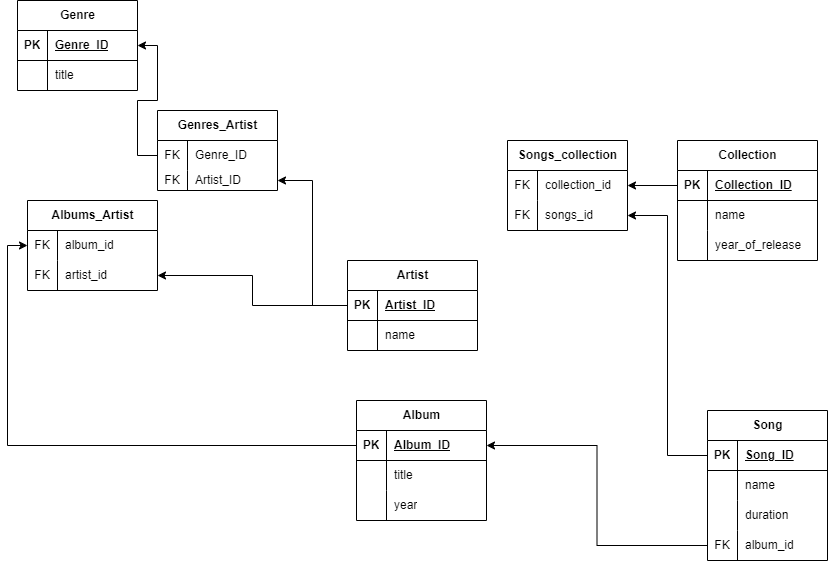 Genre
PK Genre_ID
title
Genres_Artist
FK Genre_ID
FK Artist_ID
Albums_Artist
FK album_id
FK artist_id
Songs_collection
FK collection_id
FK songs_id
Collection
PK Collection_ID
name
year_of_release
Artist
PK Artist_ID
name
Album
PK Album_ID
title
year
Song
PK Song_ID
name
duration
FK album_id